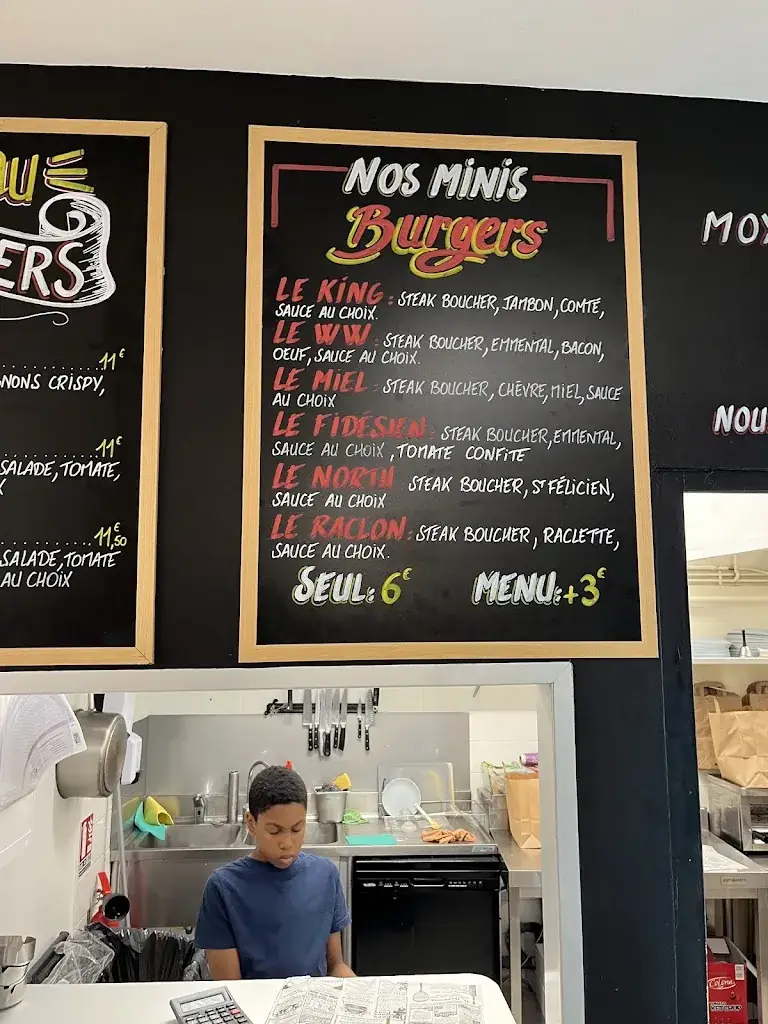 ERS
11€
NONS CRISPY,
11€
SALADE, TOMATE,
X
11,50€
SALADE, TOMATE
AU CHOIX
NOS MINIS
Burgers
LE KING : STEAK BOUCHER, JAMBON, COMTE,
SAUCE AU CHOIX.
LE WW : STEAK BOUCHER, EMMENTAL, BACON,
OEUF, SAUCE AU CHOIX.
LE MIEL : STEAK BOUCHER, CHÈVRE, MIEL, SAUCE
AU CHOIX
LE FIDÉSIEN : STEAK BOUCHER, EMMENTAL,
SAUCE AU CHOIX, TOMATE CONFITE
LE NORTH STEAK BOUCHER, ST FÉLICIEN,
SAUCE AU CHOIX
LE RACLON : STEAK BOUCHER, RACLETTE,
SAUCE AU CHOIX.
SEUL: 6€ MENU: +3€
MOY
NOU
Colona